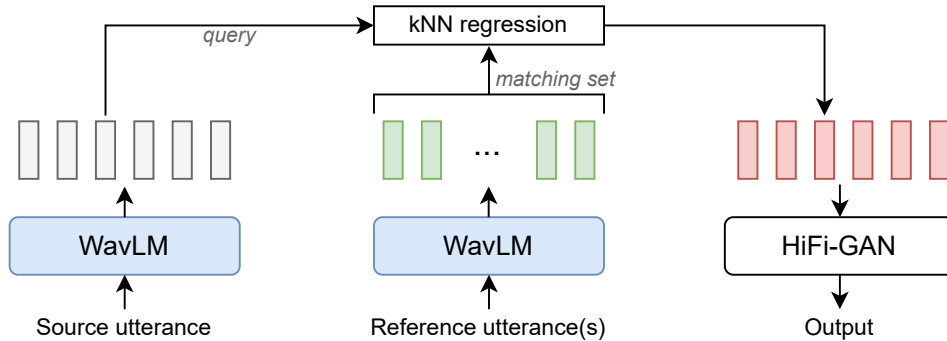 kNN regression
query
matching set
...
WavLM
WavLM
HiFi-GAN
Source utterance
Reference utterance(s)
Output